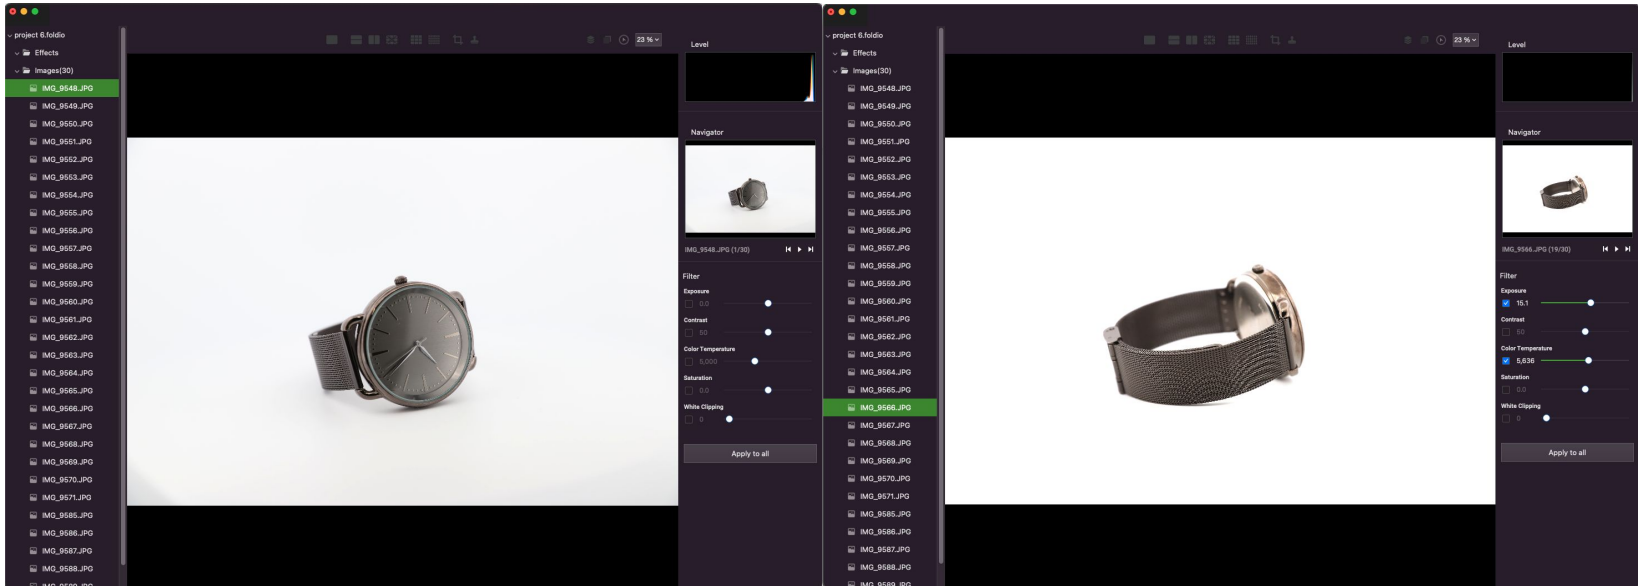 project 6.foldio
Effects
Images(30)
IMG_9548.JPG
IMG_9549.JPG
IMG_9550.JPG
IMG_9551.JPG
IMG_9552.JPG
IMG_9553.JPG
IMG_9554.JPG
IMG_9555.JPG
IMG_9556.JPG
IMG_9557.JPG
IMG_9558.JPG
IMG_9559.JPG
IMG_9560.JPG
IMG_9561.JPG
IMG_9562.JPG
IMG_9563.JPG
IMG_9564.JPG
IMG_9565.JPG
IMG_9566.JPG
IMG_9567.JPG
IMG_9568.JPG
IMG_9569.JPG
IMG_9570.JPG
IMG_9571.JPG
IMG_9585.JPG
IMG_9586.JPG
IMG_9587.JPG
IMG_9588.JPG
IMG_9589.JPG
23 %
Level
Navigator
IMG_9548.JPG (1/30)
Filter
Exposure
0.0
Contrast
50
Color Temperature
5,000
Saturation
0.0
White Clipping
0
Apply to all
project 6.foldio
Effects
Images(30)
IMG_9548.JPG
IMG_9549.JPG
IMG_9550.JPG
IMG_9551.JPG
IMG_9552.JPG
IMG_9553.JPG
IMG_9554.JPG
IMG_9555.JPG
IMG_9556.JPG
IMG_9557.JPG
IMG_9558.JPG
IMG_9559.JPG
IMG_9560.JPG
IMG_9561.JPG
IMG_9562.JPG
IMG_9563.JPG
IMG_9564.JPG
IMG_9565.JPG
IMG_9566.JPG
IMG_9567.JPG
IMG_9568.JPG
IMG_9569.JPG
IMG_9570.JPG
IMG_9571.JPG
IMG_9585.JPG
IMG_9586.JPG
IMG_9587.JPG
IMG_9588.JPG
IMG_9589.JPG
23 %
Level
Navigator
IMG_9566.JPG (19/30)
Filter
Exposure
15.1
Contrast
50
Color Temperature
5,636
Saturation
0.0
White Clipping
0
Apply to all